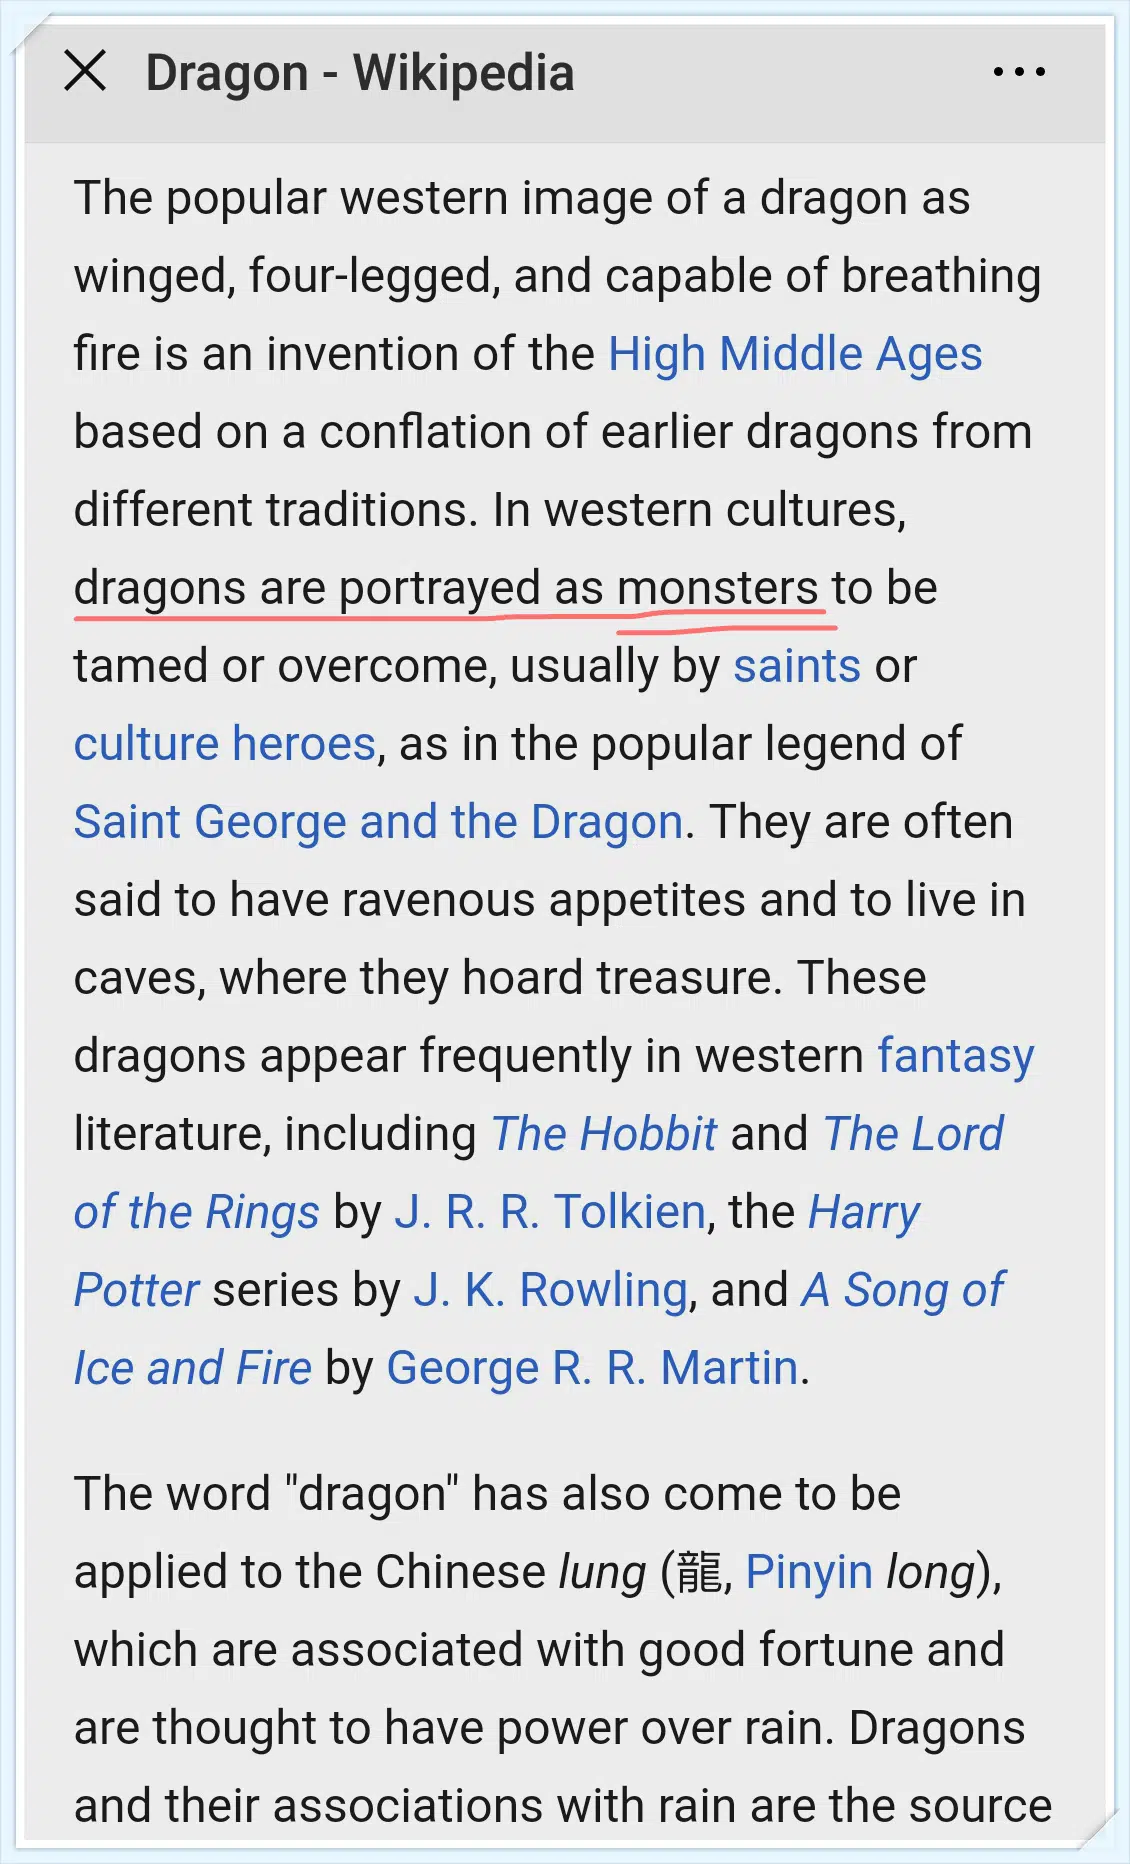 Dragon - Wikipedia
The popular western image of a dragon as
winged, four-legged, and capable of breathing
fire is an invention of the High Middle Ages
based on a conflation of earlier dragons from
different traditions. In western cultures,
dragons are portrayed as monsters to be
tamed or overcome, usually by saints or
culture heroes, as in the popular legend of
Saint George and the Dragon. They are often
said to have ravenous appetites and to live in
caves, where they hoard treasure. These
dragons appear frequently in western fantasy
literature, including The Hobbit and The Lord
of the Rings by J. R. R. Tolkien, the Harry
Potter series by J. K. Rowling, and A Song of
Ice and Fire by George R. R. Martin.
The word "dragon" has also come to be
applied to the Chinese lung (龍, Pinyin long),
which are associated with good fortune and
are thought to have power over rain. Dragons
and their associations with rain are the source